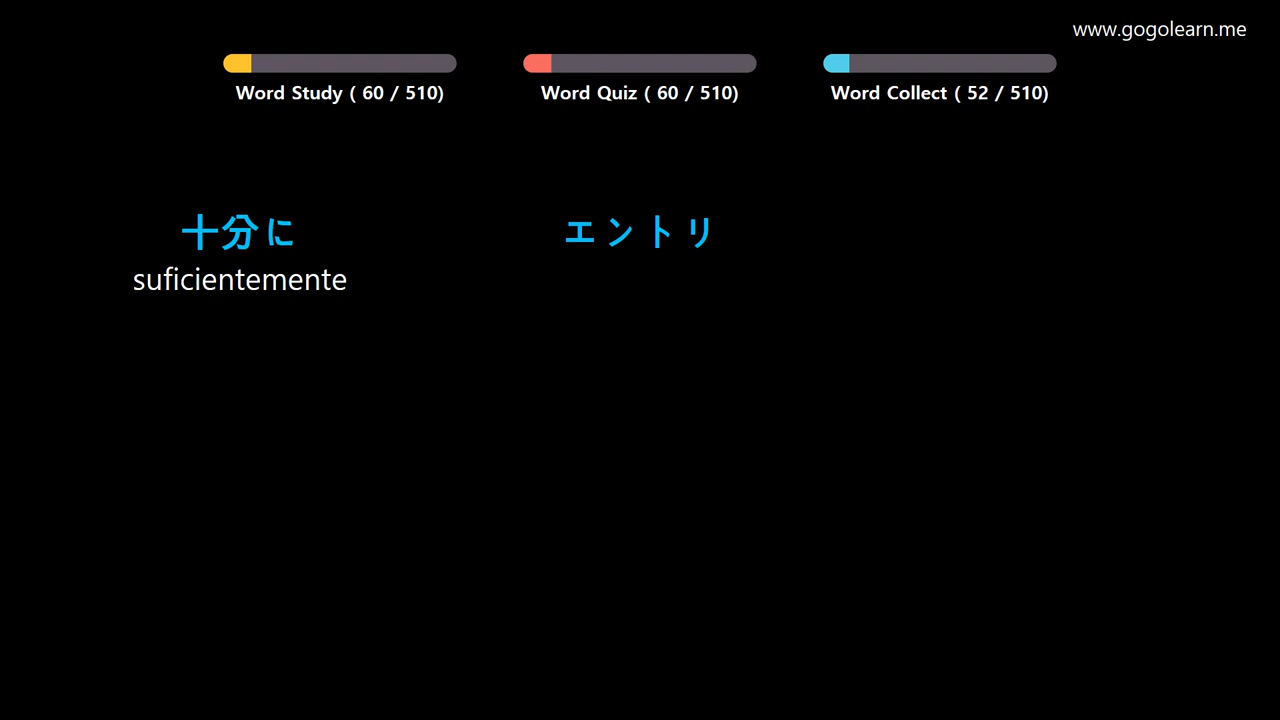 www.gogolearn.me
Word Study ( 60 / 510)
Word Quiz ( 60 / 510)
Word Collect ( 52 / 510)
十分に
エントリ
suficientemente